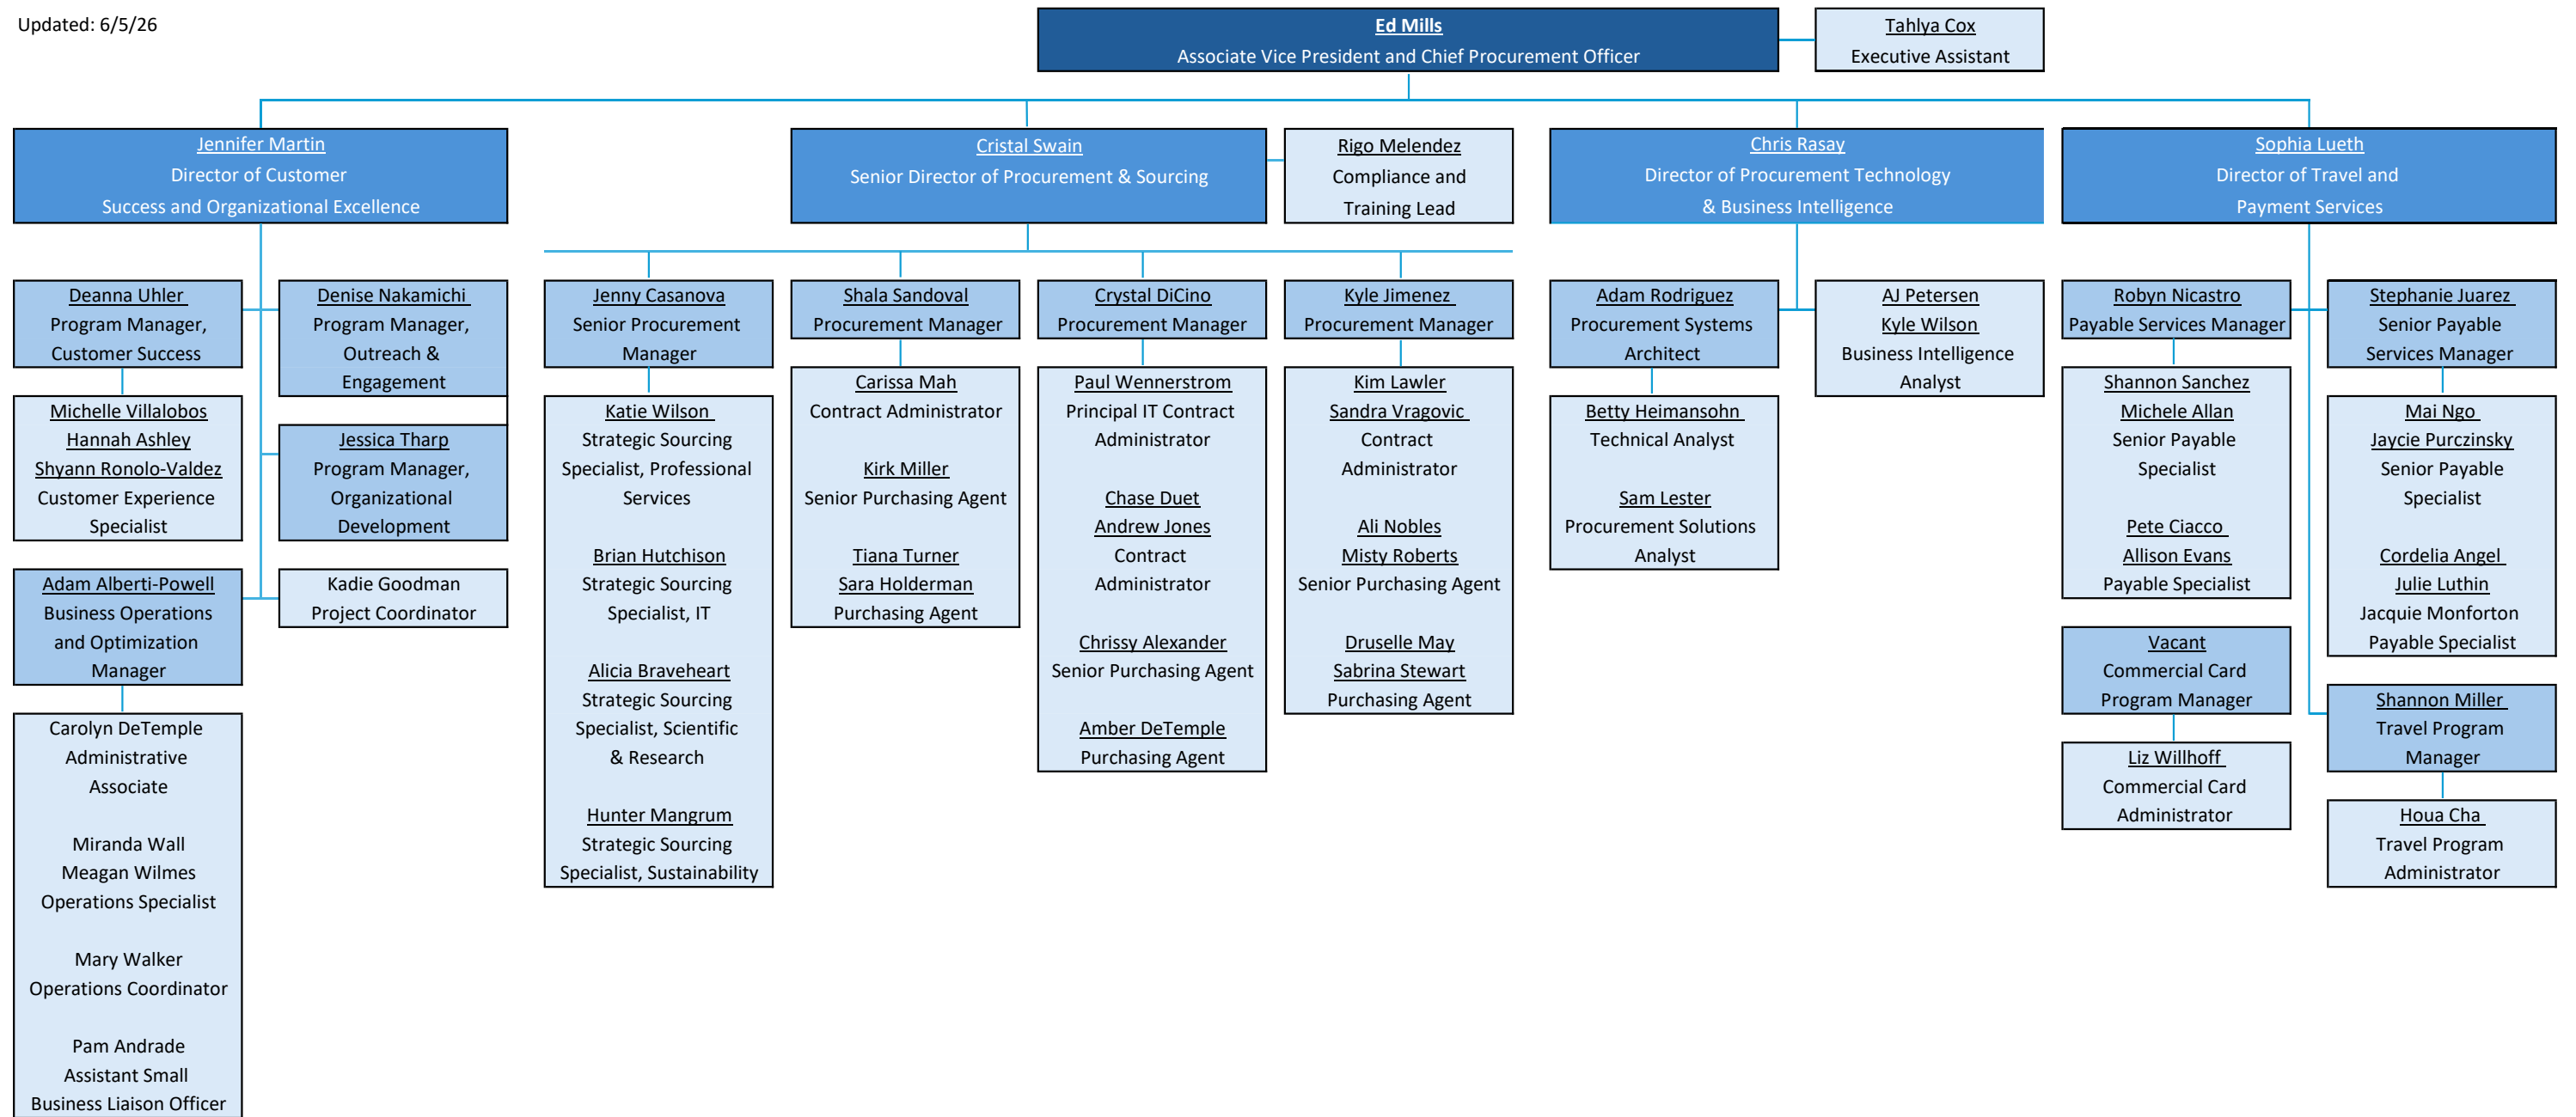 Updated: 6/5/26
Ed Mills
Associate Vice President and Chief Procurement Officer
Tahlya Cox
Executive Assistant
Jennifer Martin
Director of Customer
Success and Organizational Excellence
Cristal Swain
Senior Director of Procurement & Sourcing
Rigo Melendez
Compliance and
Training Lead
Chris Rasay
Director of Procurement Technology
& Business Intelligence
Sophia Lueth
Director of Travel and
Payment Services
Deanna Uhler
Program Manager,
Customer Success
Michelle Villalobos
Hannah Ashley
Shyann Ronolo-Valdez
Customer Experience
Specialist
Denise Nakamichi
Program Manager,
Outreach &
Engagement
Jessica Tharp
Program Manager,
Organizational
Development
Adam Alberti-Powell
Business Operations
and Optimization
Manager
Kadie Goodman
Project Coordinator
Carolyn DeTemple
Administrative
Associate
Miranda Wall
Meagan Wilmes
Operations Specialist
Mary Walker
Operations Coordinator
Pam Andrade
Assistant Small
Business Liaison Officer
Jenny Casanova
Senior Procurement
Manager
Katie Wilson
Strategic Sourcing
Specialist, Professional
Services
Brian Hutchison
Strategic Sourcing
Specialist, IT
Alicia Braveheart
Strategic Sourcing
Specialist, Scientific
& Research
Hunter Mangrum
Strategic Sourcing
Specialist, Sustainability
Shala Sandoval
Procurement Manager
Carissa Mah
Contract Administrator
Kirk Miller
Senior Purchasing Agent
Tiana Turner
Sara Holderman
Purchasing Agent
Crystal DiCino
Procurement Manager
Paul Wennerstrom
Principal IT Contract
Administrator
Chase Duet
Andrew Jones
Contract
Administrator
Chrissy Alexander
Senior Purchasing Agent
Amber DeTemple
Purchasing Agent
Kyle Jimenez
Procurement Manager
Kim Lawler
Sandra Vragovic
Contract
Administrator
Ali Nobles
Misty Roberts
Senior Purchasing Agent
Druselle May
Sabrina Stewart
Purchasing Agent
Adam Rodriguez
Procurement Systems
Architect
Betty Heimansohn
Technical Analyst
Sam Lester
Procurement Solutions
Analyst
AJ Petersen
Kyle Wilson
Business Intelligence
Analyst
Robyn Nicastro
Payable Services Manager
Shannon Sanchez
Michele Allan
Senior Payable
Specialist
Pete Ciacco
Allison Evans
Payable Specialist
Vacant
Commercial Card
Program Manager
Liz Willhoff
Commercial Card
Administrator
Stephanie Juarez
Senior Payable
Services Manager
Mai Ngo
Jaycie Purczinsky
Senior Payable
Specialist
Cordelia Angel
Julie Luthin
Jacquie Monforton
Payable Specialist
Shannon Miller
Travel Program
Manager
Houa Cha
Travel Program
Administrator